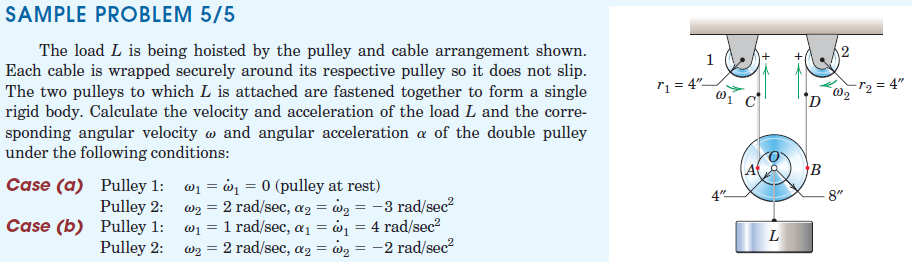 SAMPLE PROBLEM 5/5
The load L is being hoisted by the pulley and cable arrangement shown.
Each cable is wrapped securely around its respective pulley so it does not slip.
The two pulleys to which L is attached are fastened together to form a single
rigid body. Calculate the velocity and acceleration of the load L and the corre-
sponding angular velocity ω and angular acceleration α of the double pulley
under the following conditions:
Case (a) Pulley 1: ω₁ = ω̇₁ = 0 (pulley at rest)
Pulley 2: ω₂ = 2 rad/sec, α₂ = ω̇₂ = −3 rad/sec²
Case (b) Pulley 1: ω₁ = 1 rad/sec, α₁ = ω̇₁ = 4 rad/sec²
Pulley 2: ω₂ = 2 rad/sec, α₂ = ω̇₂ = −2 rad/sec²
1 + + 2
r₁ = 4″ r₂ = 4″
ω₁ C D ω₂
O
A B
4″ 8″
L